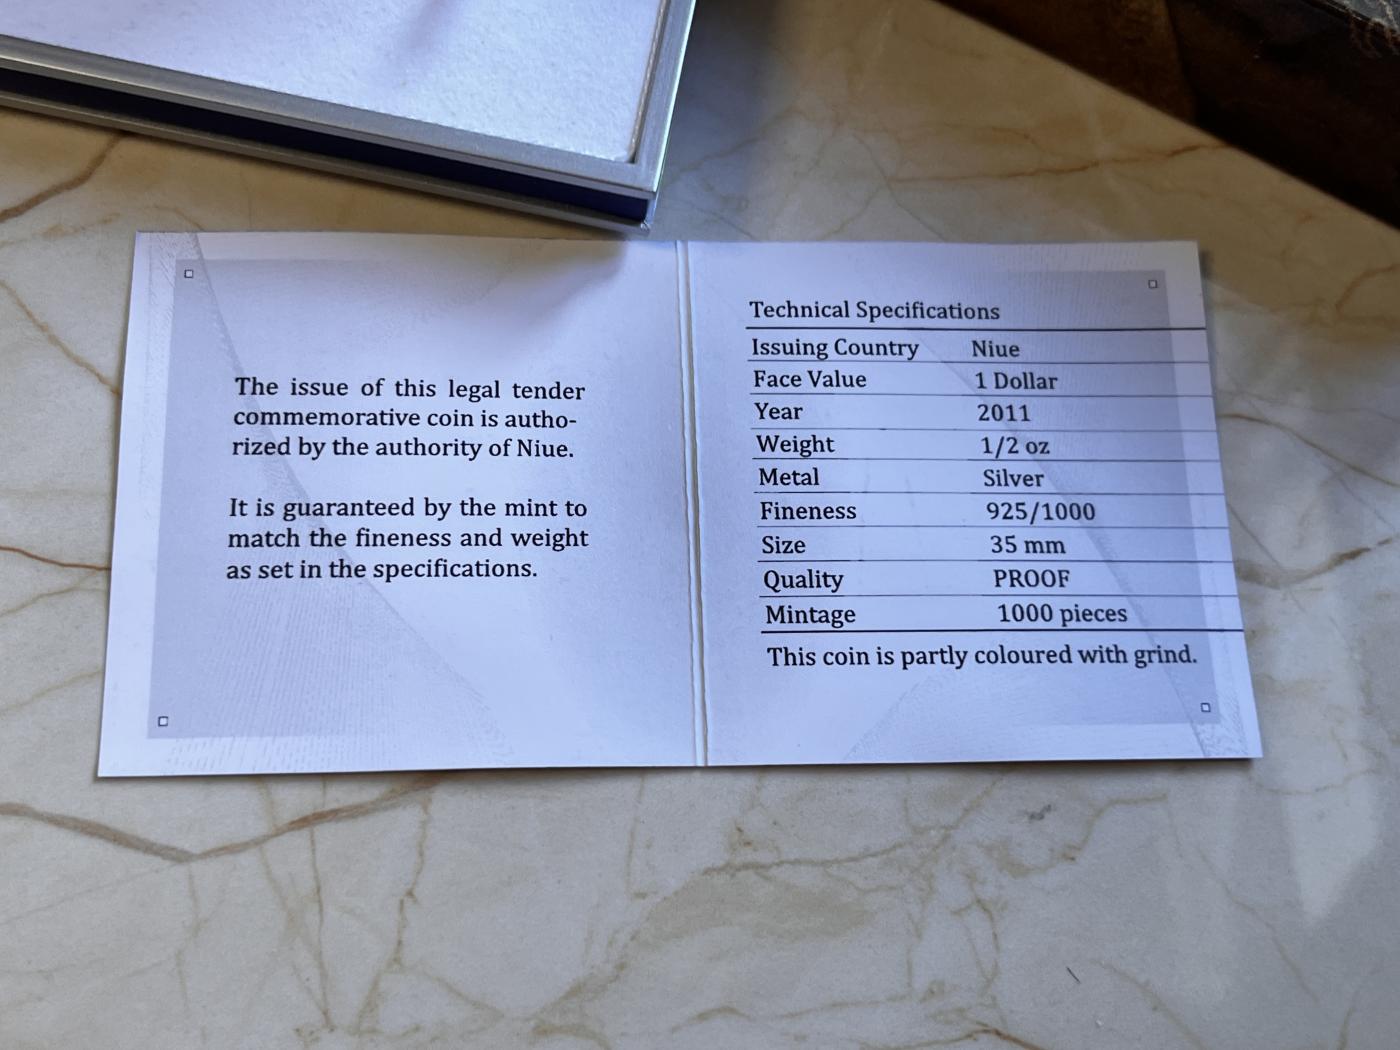 The issue of this legal tender
commemorative coin is autho-
rized by the authority of Niue.
It is guaranteed by the mint to
match the fineness and weight
as set in the specifications.
Technical Specifications
Issuing Country Niue
Face Value 1 Dollar
Year 2011
Weight 1/2 oz
Metal Silver
Fineness 925/1000
Size 35 mm
Quality PROOF
Mintage 1000 pieces
This coin is partly coloured with grind.